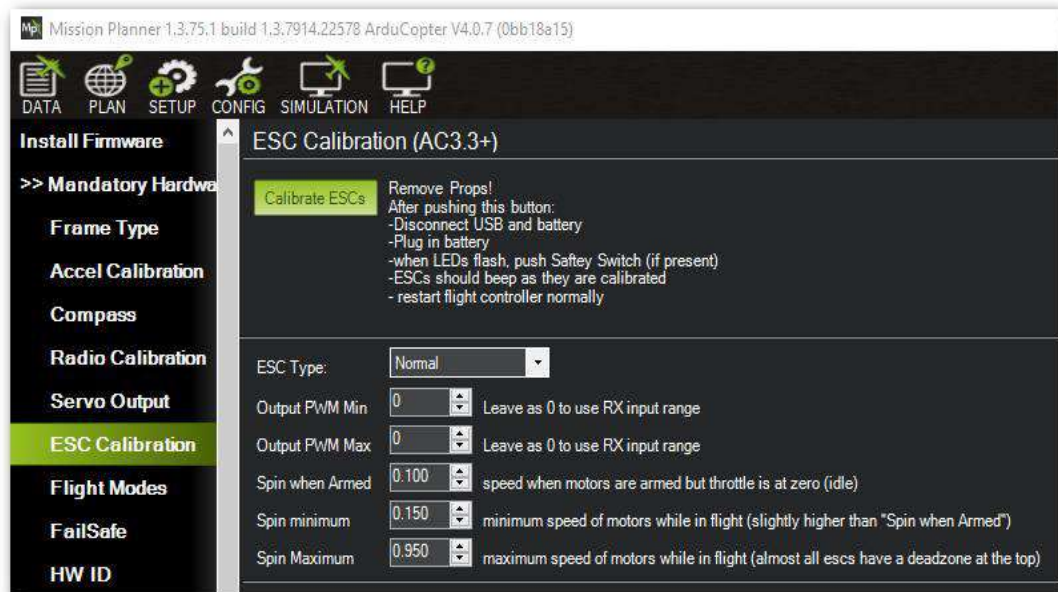 Mission Planner 1.3.75.1 build 1.3.7914.22578 ArduCopter V4.0.7 (0bb18a15)
DATA PLAN SETUP CONFIG SIMULATION HELP
Install Firmware
>> Mandatory Hardwa
Frame Type
Accel Calibration
Compass
Radio Calibration
Servo Output
ESC Calibration
Flight Modes
FailSafe
HW ID
ESC Calibration (AC3.3+)
Calibrate ESCs
Remove Props!
After pushing this button:
-Disconnect USB and battery
-Plug in battery
-when LEDs flash, push Saftey Switch (if present)
-ESCs should beep as they are calibrated
- restart flight controller normally
ESC Type: Normal
Output PWM Min 0 Leave as 0 to use RX input range
Output PWM Max 0 Leave as 0 to use RX input range
Spin when Armed 0.100 speed when motors are armed but throttle is at zero (idle)
Spin minimum 0.150 minimum speed of motors while in flight (slightly higher than "Spin when Armed")
Spin Maximum 0.950 maximum speed of motors while in flight (almost all escs have a deadzone at the top)